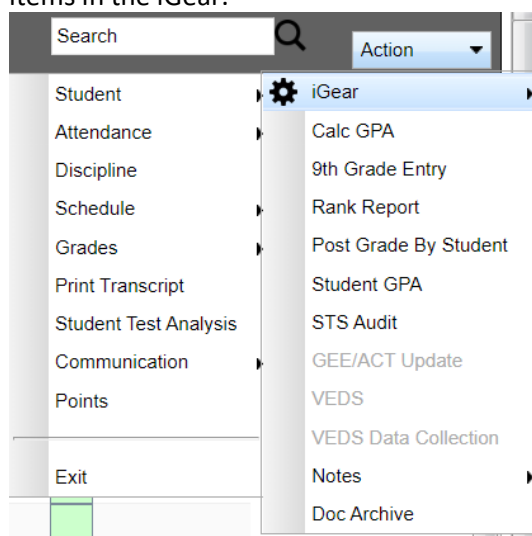 items in the iGear.
Search
Action
Student
Attendance
Discipline
Schedule
Grades
Print Transcript
Student Test Analysis
Communication
Points
Exit
iGear
Calc GPA
9th Grade Entry
Rank Report
Post Grade By Student
Student GPA
STS Audit
GEE/ACT Update
VEDS
VEDS Data Collection
Notes
Doc Archive